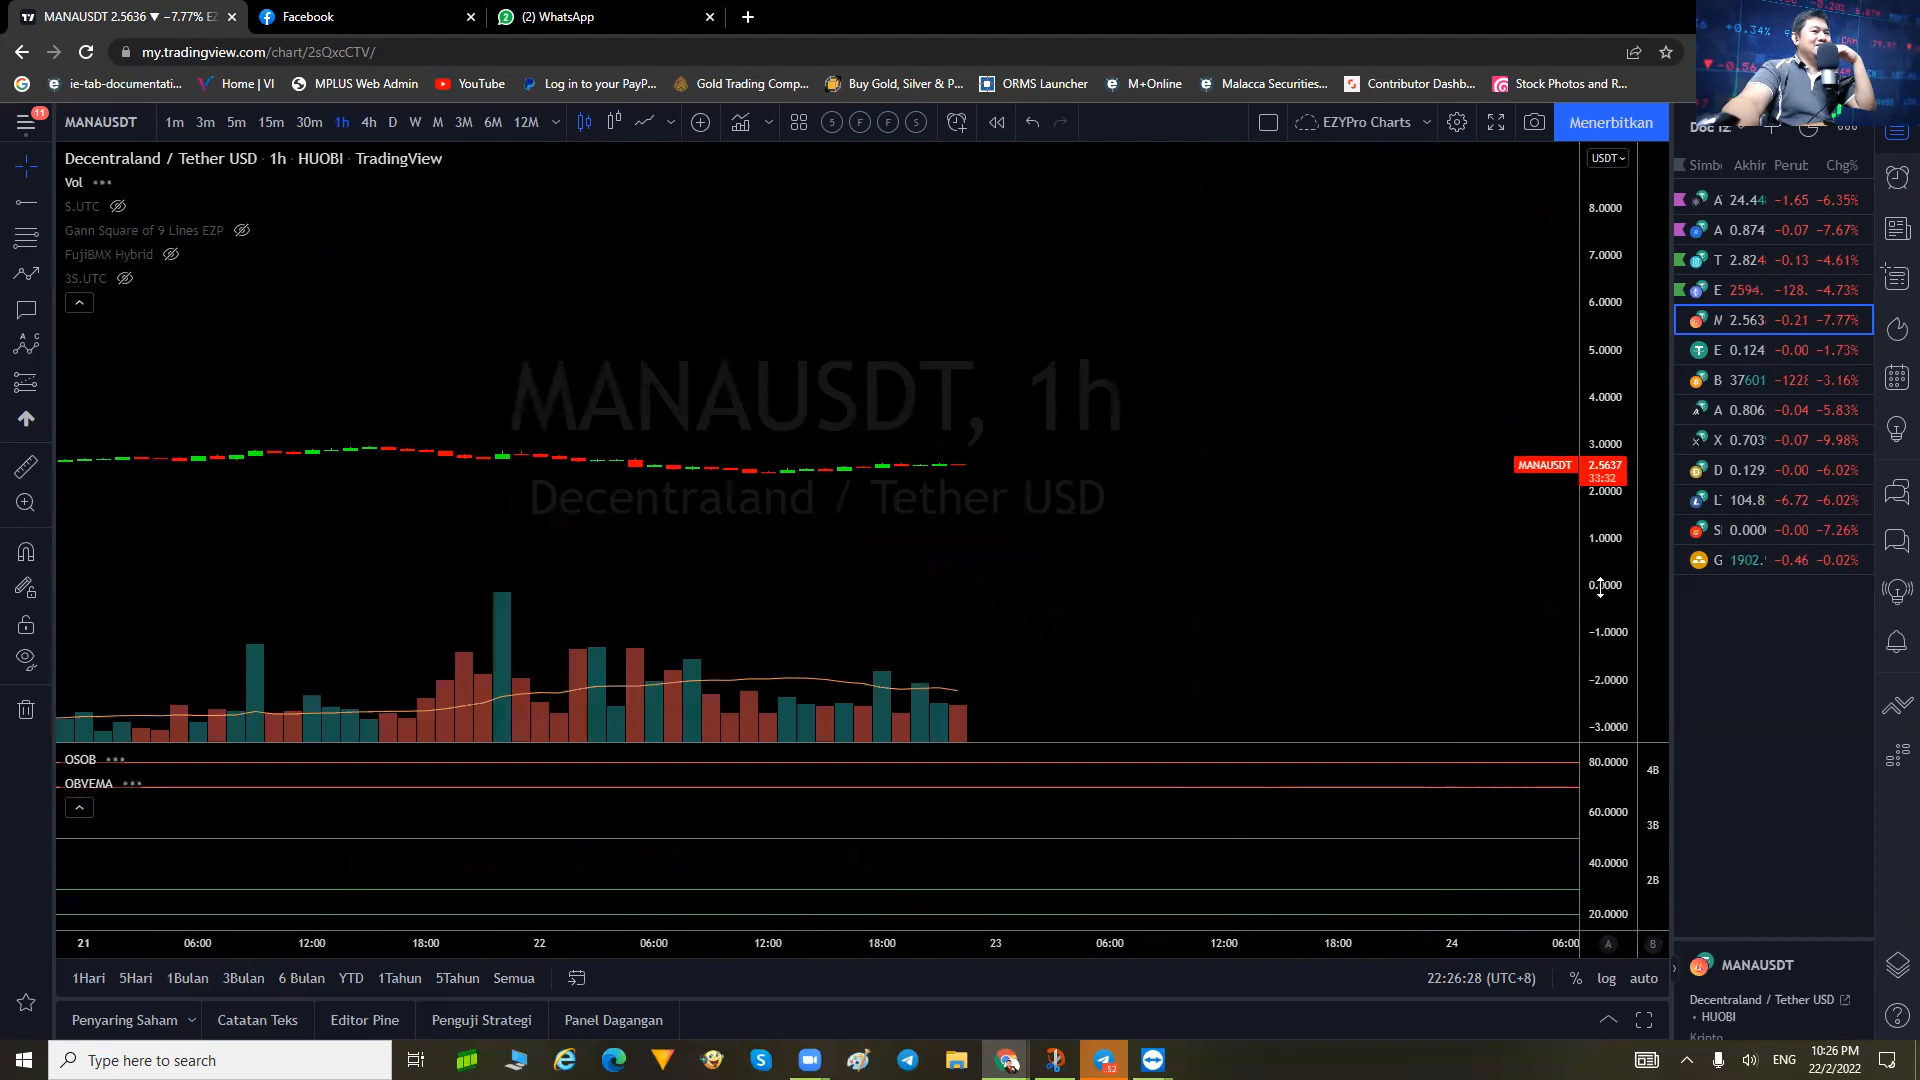 MANAUSDT 2.5636 ▼ −7.77% EZ
Facebook
(2) WhatsApp
my.tradingview.com/chart/2sQxcCTV/
ie-tab-documentati...
Home | VI
MPLUS Web Admin
YouTube
Log in to your PayP...
Gold Trading Comp...
Buy Gold, Silver & P...
ORMS Launcher
M+Online
Malacca Securities...
Contributor Dashb...
Stock Photos and R...
11
MANAUSDT
1m 3m 5m 15m 30m 1h 4h D W M 3M 6M 12M
5 F F S
EZYPro Charts
Menerbitkan
Decentraland / Tether USD · 1h · HUOBI · TradingView
USDT
Vol
S.UTC
Gann Square of 9 Lines EZP
FujiBMX Hybrid
3S.UTC
MANAUSDT, 1h
Decentraland / Tether USD
8.0000
7.0000
6.0000
5.0000
4.0000
3.0000
MANAUSDT 2.5637
33:32
2.0000
1.0000
0.0000
−1.0000
−2.0000
−3.0000
OSOB
OBVEMA
80.0000
60.0000
40.0000
20.0000
4B
3B
2B
21 06:00 12:00 18:00 22 06:00 12:00 18:00 23 06:00 12:00 18:00 24 06:00
A B
1Hari 5Hari 1Bulan 3Bulan 6 Bulan YTD 1Tahun 5Tahun Semua
22:26:28 (UTC+8) % log auto
Penyaring Saham
Catatan Teks
Editor Pine
Penguji Strategi
Panel Dagangan
Simb Akhir Perub Chg%
A 24.44 −1.65 −6.35%
A 0.874 −0.07 −7.67%
T 2.824 −0.13 −4.61%
E 2594. −128. −4.73%
M 2.563 −0.21 −7.77%
E 0.124 −0.00 −1.73%
B 37601 −1228 −3.16%
A 0.806 −0.04 −5.83%
X 0.703 −0.07 −9.98%
D 0.129 −0.00 −6.02%
L 104.8 −6.72 −6.02%
S 0.000 −0.00 −7.26%
G 1902. −0.46 −0.02%
MANAUSDT
Decentraland / Tether USD
• HUOBI
Kripto
Type here to search
52
ENG
10:26 PM
22/2/2022